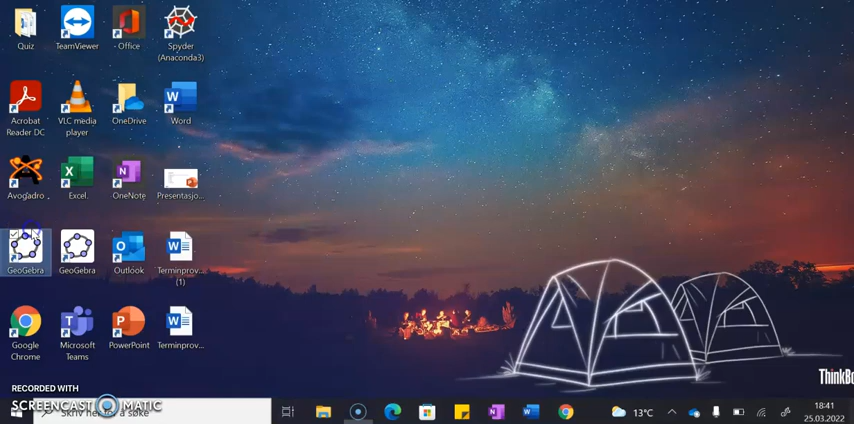 Quiz
TeamViewer
Office
Spyder
(Anaconda3)
Acrobat
Reader DC
VLC media
player
OneDrive
Word
Avogadro
Excel
OneNote
Presentasjo...
GeoGebra
GeoGebra
Outlook
Terminprov...
(1)
Google
Chrome
Microsoft
Teams
PowerPoint
Terminprov...
ThinkBo
RECORDED WITH
SCREENCAST MATIC
Skriv her for å søke
13°C
18:41
25.03.2022